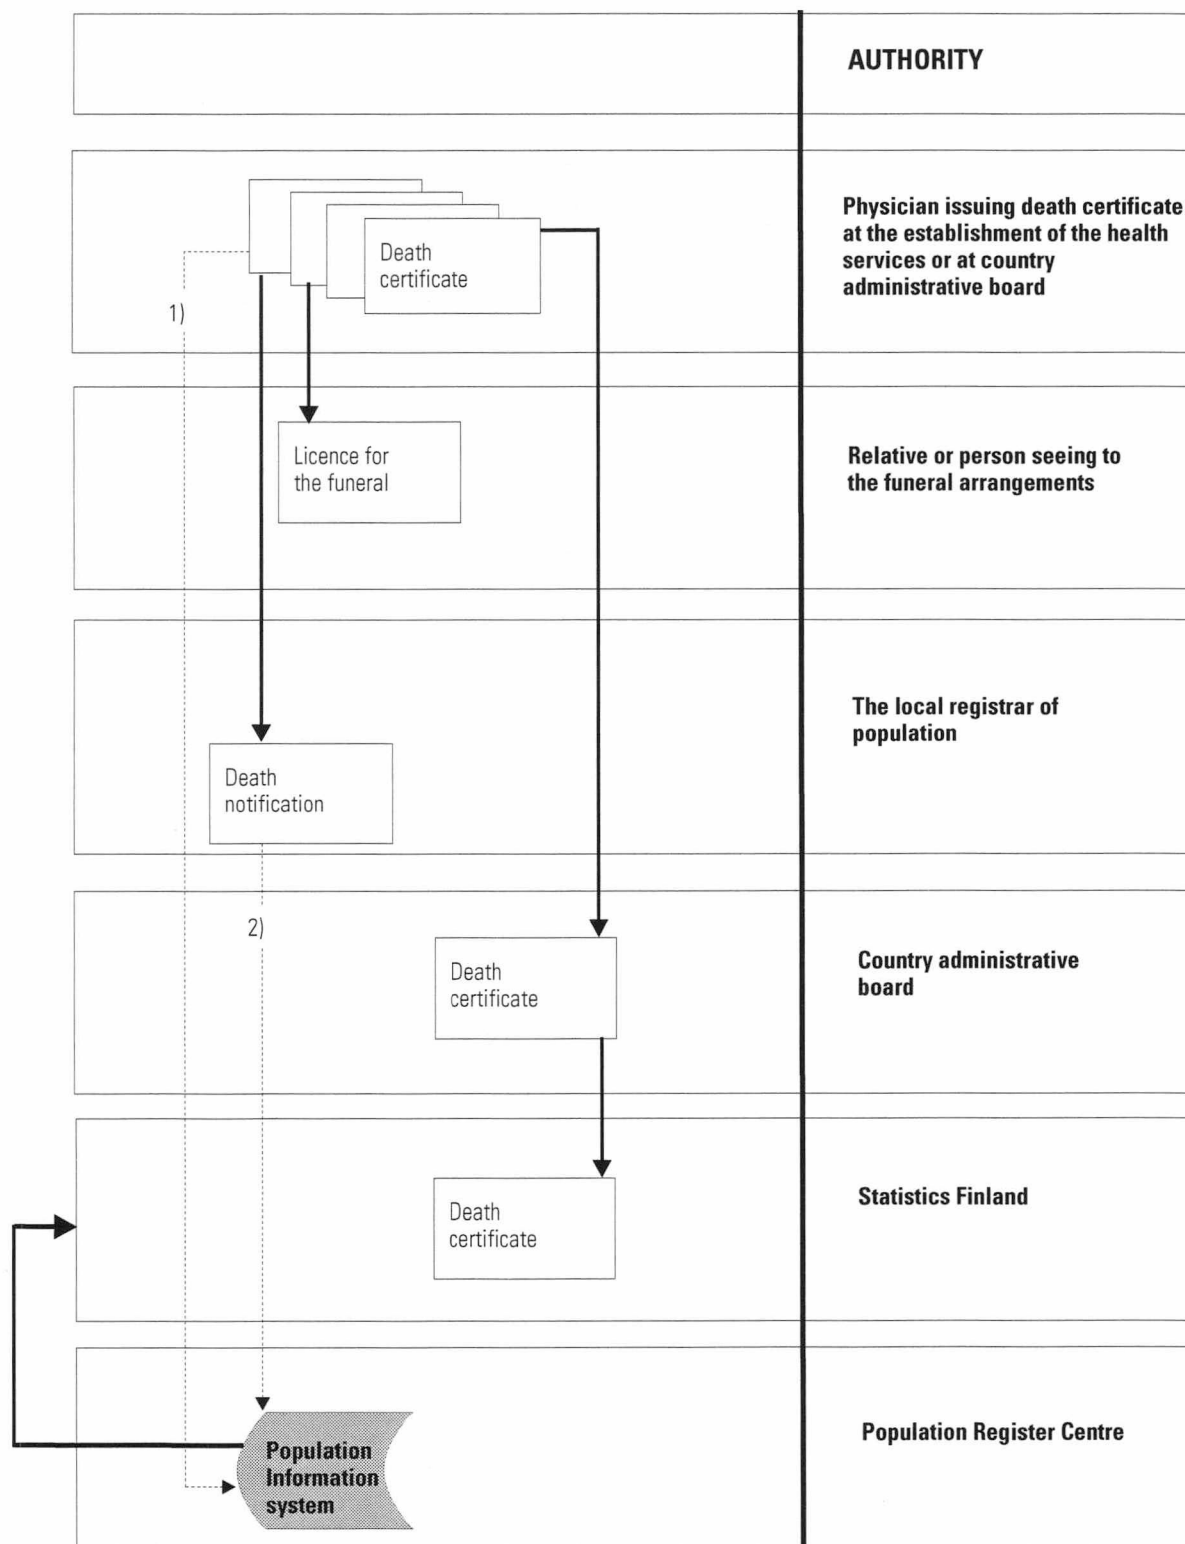 AUTHORITY
Death
certificate
Physician issuing death certificate
at the establishment of the health
services or at country
administrative board
1)
Licence for
the funeral
Relative or person seeing to
the funeral arrangements
Death
notification
The local registrar of
population
2)
Death
certificate
Country administrative
board
Death
certificate
Statistics Finland
Population
Information
system
Population Register Centre